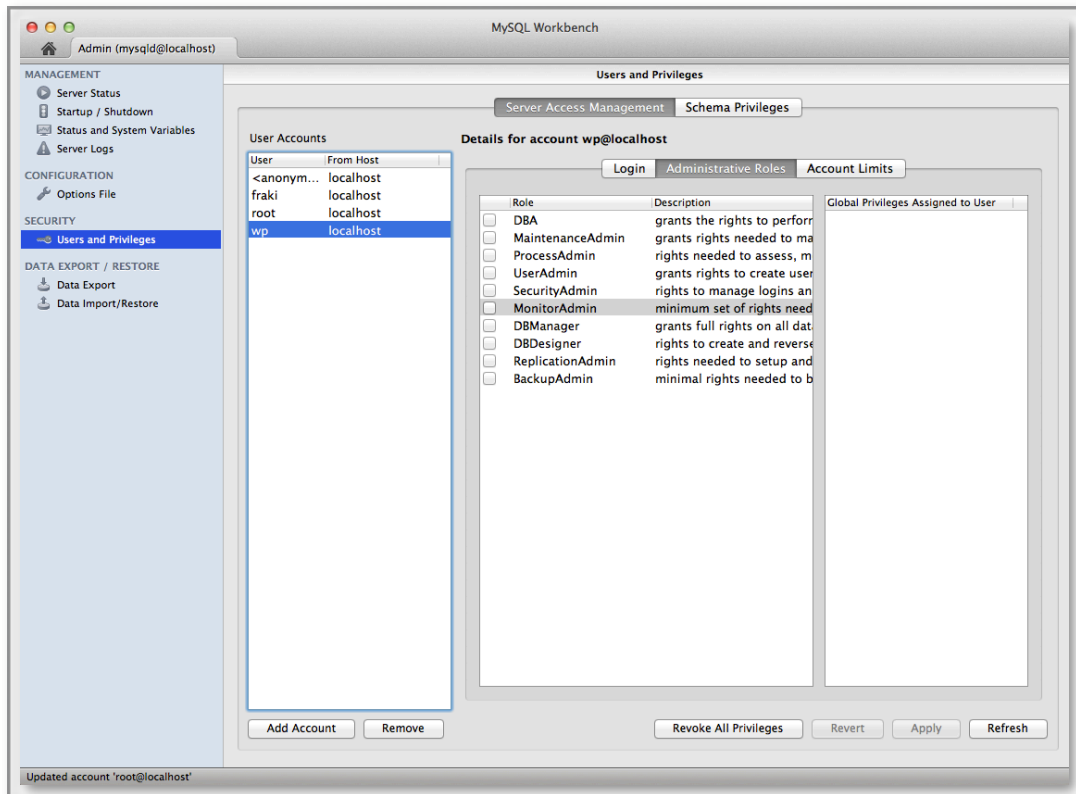 MySQL Workbench
Admin (mysqld@localhost)
MANAGEMENT
Server Status
Startup / Shutdown
Status and System Variables
Server Logs
CONFIGURATION
Options File
SECURITY
Users and Privileges
DATA EXPORT / RESTORE
Data Export
Data Import/Restore
Users and Privileges
Server Access Management Schema Privileges
User Accounts
User From Host
<anonym... localhost
fraki localhost
root localhost
wp localhost
Add Account Remove
Details for account wp@localhost
Login Administrative Roles Account Limits
Role Description
DBA grants the rights to perforr
MaintenanceAdmin grants rights needed to ma
ProcessAdmin rights needed to assess, m
UserAdmin grants rights to create user
SecurityAdmin rights to manage logins an
MonitorAdmin minimum set of rights need
DBManager grants full rights on all dat
DBDesigner rights to create and reverse
ReplicationAdmin rights needed to setup and
BackupAdmin minimal rights needed to b
Global Privileges Assigned to User
Revoke All Privileges Revert Apply Refresh
Updated account 'root@localhost'